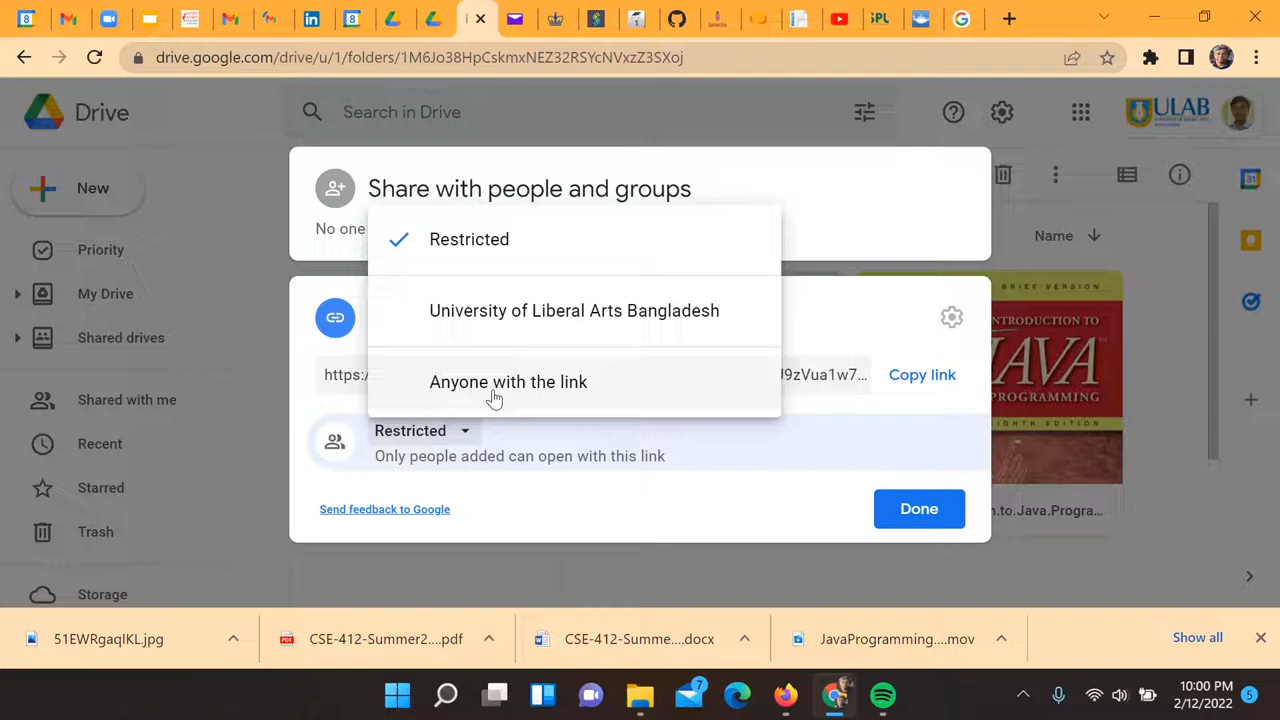 drive.google.com/drive/u/1/folders/1M6Jo38HpCskmxNEZ32RSYcNVxzZ3SXoj
Drive
Search in Drive
ULAB
New
Priority
My Drive
Shared drives
Shared with me
Recent
Starred
Trash
Storage
Share with people and groups
No one
Restricted
University of Liberal Arts Bangladesh
Anyone with the link
https:/
J9zVua1w7...
Copy link
Restricted
Only people added can open with this link
Send feedback to Google
Done
Name
BRIEF VERSION
INTRODUCTION TO
JAVA
PROGRAMMING
EIGHTH EDITION
n.to.Java.Progra...
51EWRgaqIKL.jpg
CSE-412-Summer2....pdf
CSE-412-Summe....docx
JavaProgramming....mov
Show all
7
10:00 PM
2/12/2022
5